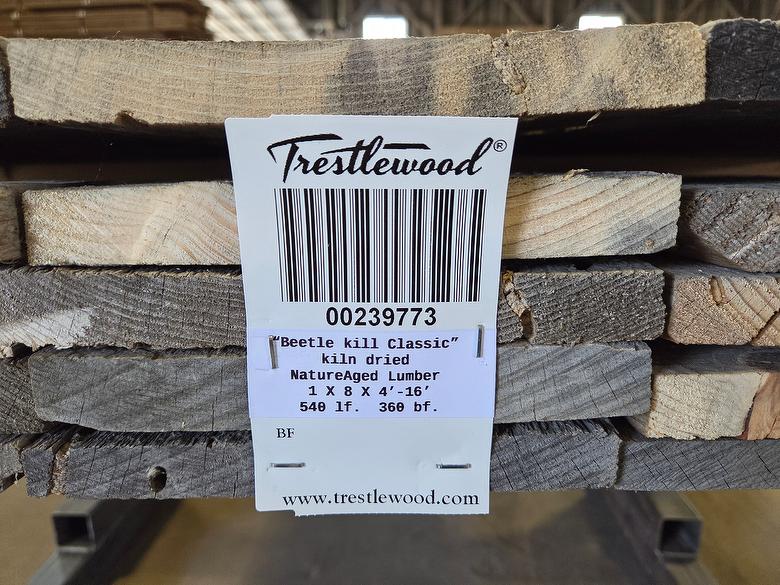 Trestlewood®
00239773
“Beetle kill Classic”
kiln dried
NatureAged Lumber
1 X 8 X 4’-16’
540 lf. 360 bf.
BF
www.trestlewood.com